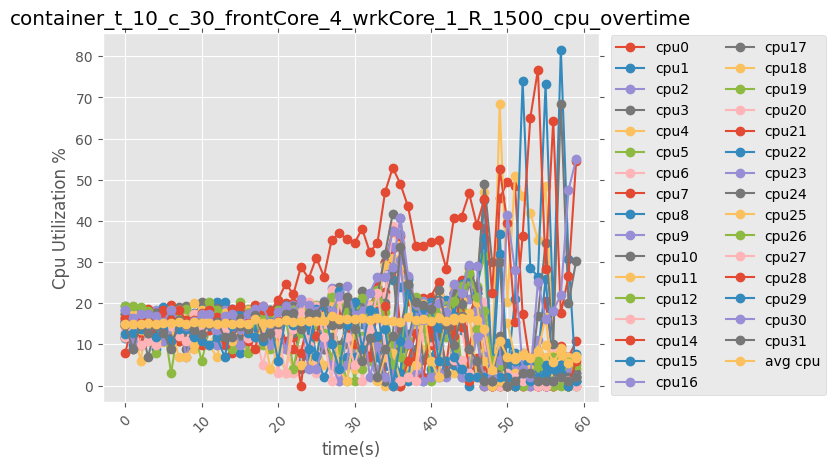 container_t_10_c_30_frontCore_4_wrkCore_1_R_1500_cpu_overtime
Cpu Utilization %
80
70
60
50
40
30
20
10
0
0
10
20
30
40
50
60
time(s)
cpu0
cpu1
cpu2
cpu3
cpu4
cpu5
cpu6
cpu7
cpu8
cpu9
cpu10
cpu11
cpu12
cpu13
cpu14
cpu15
cpu16
cpu17
cpu18
cpu19
cpu20
cpu21
cpu22
cpu23
cpu24
cpu25
cpu26
cpu27
cpu28
cpu29
cpu30
cpu31
avg cpu